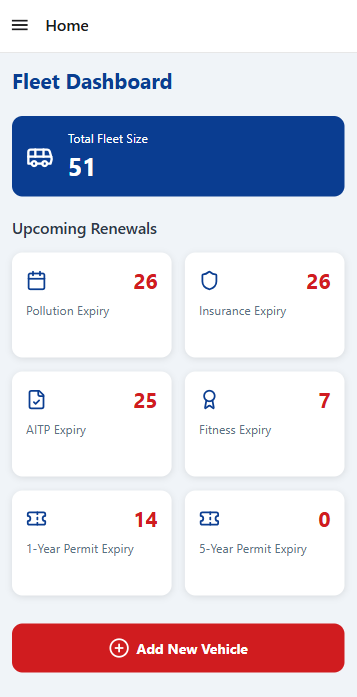 Home
Fleet Dashboard
Total Fleet Size
51
Upcoming Renewals
26
Pollution Expiry
26
Insurance Expiry
25
AITP Expiry
7
Fitness Expiry
14
1-Year Permit Expiry
0
5-Year Permit Expiry
Add New Vehicle